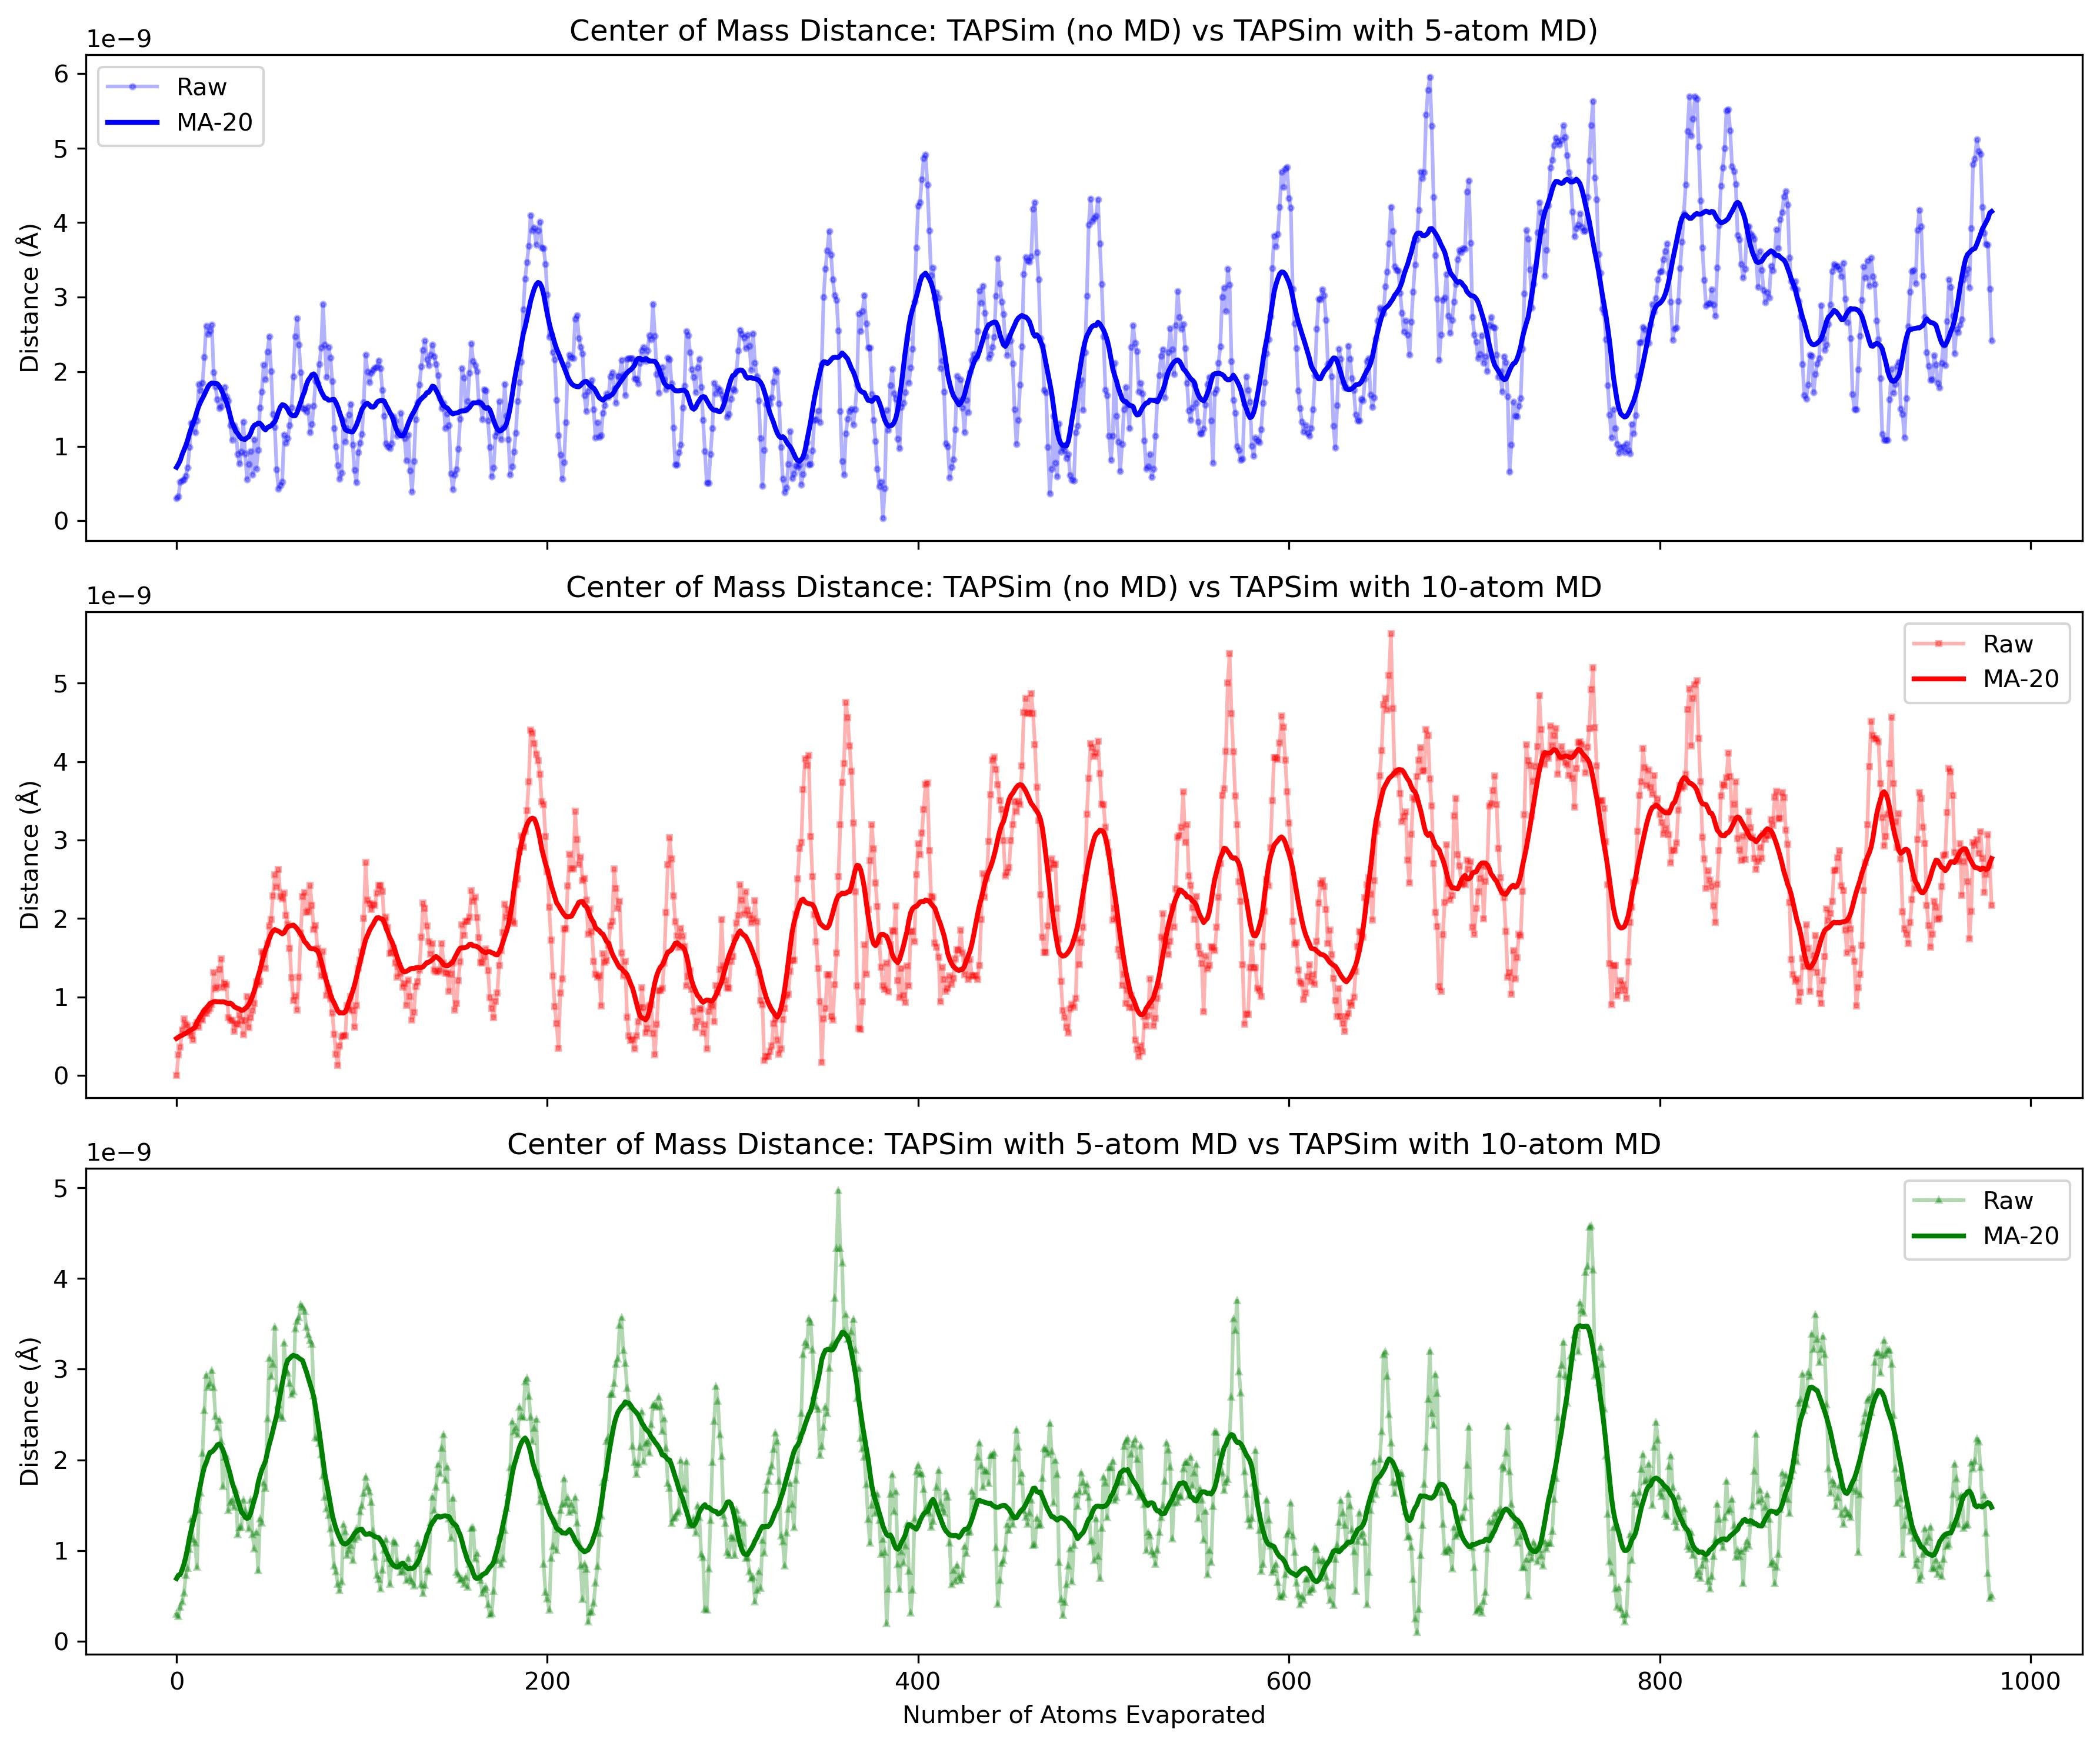 Center of Mass Distance: TAPSim (no MD) vs TAPSim with 5-atom MD)
1e−9
Raw
MA-20
6
5
4
3
2
1
0
Distance (Å)
Center of Mass Distance: TAPSim (no MD) vs TAPSim with 10-atom MD
1e−9
Raw
MA-20
5
4
3
2
1
0
Distance (Å)
Center of Mass Distance: TAPSim with 5-atom MD vs TAPSim with 10-atom MD
1e−9
Raw
MA-20
5
4
3
2
1
0
Distance (Å)
0 200 400 600 800 1000
Number of Atoms Evaporated